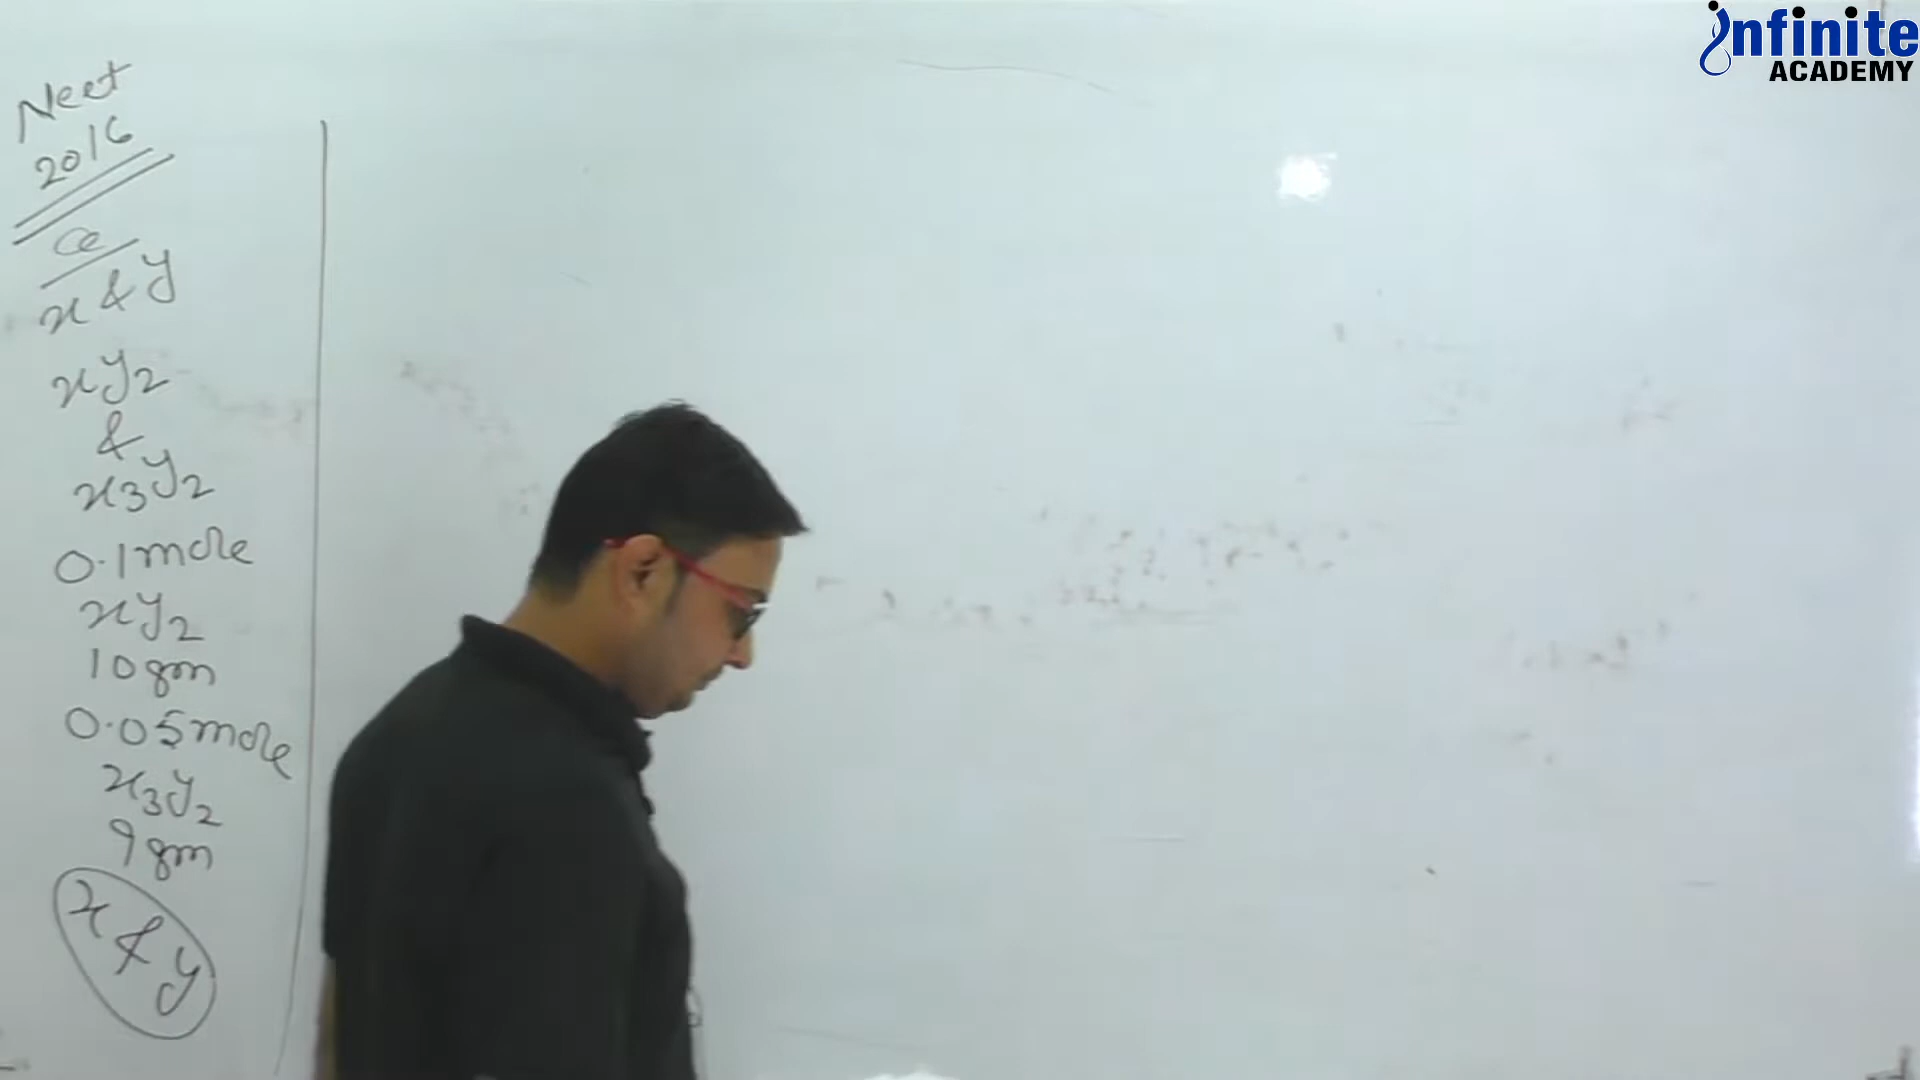 infinite
ACADEMY
Neet
2016
Q
x & y
xy2
&
x3y2
0.1 mole
xy2
10 gm
0.05 mole
x3y2
9 gm
x & y